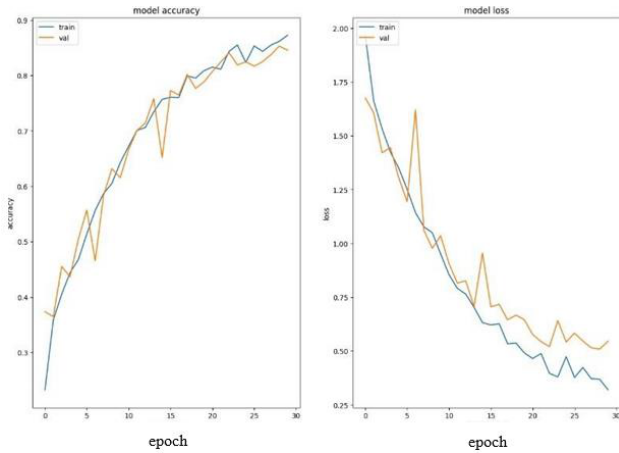 model accuracy
train
val
0.9
0.8
0.7
0.6
0.5
0.4
0.3
accuracy
0 5 10 15 20 25 30
epoch
model loss
train
val
2.00
1.75
1.50
1.25
1.00
0.75
0.50
0.25
loss
0 5 10 15 20 25 30
epoch